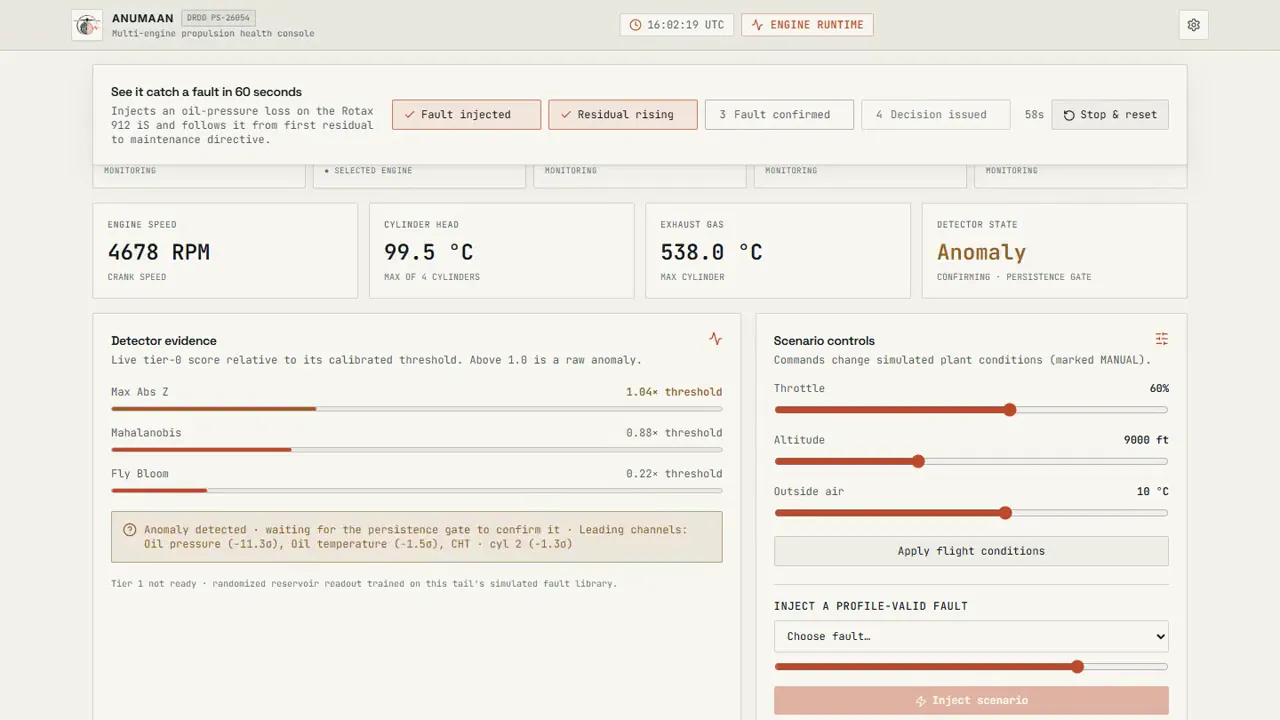 ANUMAAN DRDO PS-26054
Multi-engine propulsion health console
16:02:19 UTC
ENGINE RUNTIME
See it catch a fault in 60 seconds
Injects an oil-pressure loss on the Rotax
912 iS and follows it from first residual
to maintenance directive.
Fault injected
Residual rising
3 Fault confirmed
4 Decision issued
58s
Stop & reset
MONITORING
• SELECTED ENGINE
MONITORING
MONITORING
MONITORING
ENGINE SPEED
4678 RPM
CRANK SPEED
CYLINDER HEAD
99.5 °C
MAX OF 4 CYLINDERS
EXHAUST GAS
538.0 °C
MAX CYLINDER
DETECTOR STATE
Anomaly
CONFIRMING · PERSISTENCE GATE
Detector evidence
Live tier-0 score relative to its calibrated threshold. Above 1.0 is a raw anomaly.
Max Abs Z 1.04× threshold
Mahalanobis 0.88× threshold
Fly Bloom 0.22× threshold
Anomaly detected · waiting for the persistence gate to confirm it · Leading channels:
Oil pressure (-11.3σ), Oil temperature (-1.5σ), CHT · cyl 2 (-1.3σ)
Tier 1 not ready · randomized reservoir readout trained on this tail's simulated fault library.
Scenario controls
Commands change simulated plant conditions (marked MANUAL).
Throttle 60%
Altitude 9000 ft
Outside air 10 °C
Apply flight conditions
INJECT A PROFILE-VALID FAULT
Choose fault…
Inject scenario